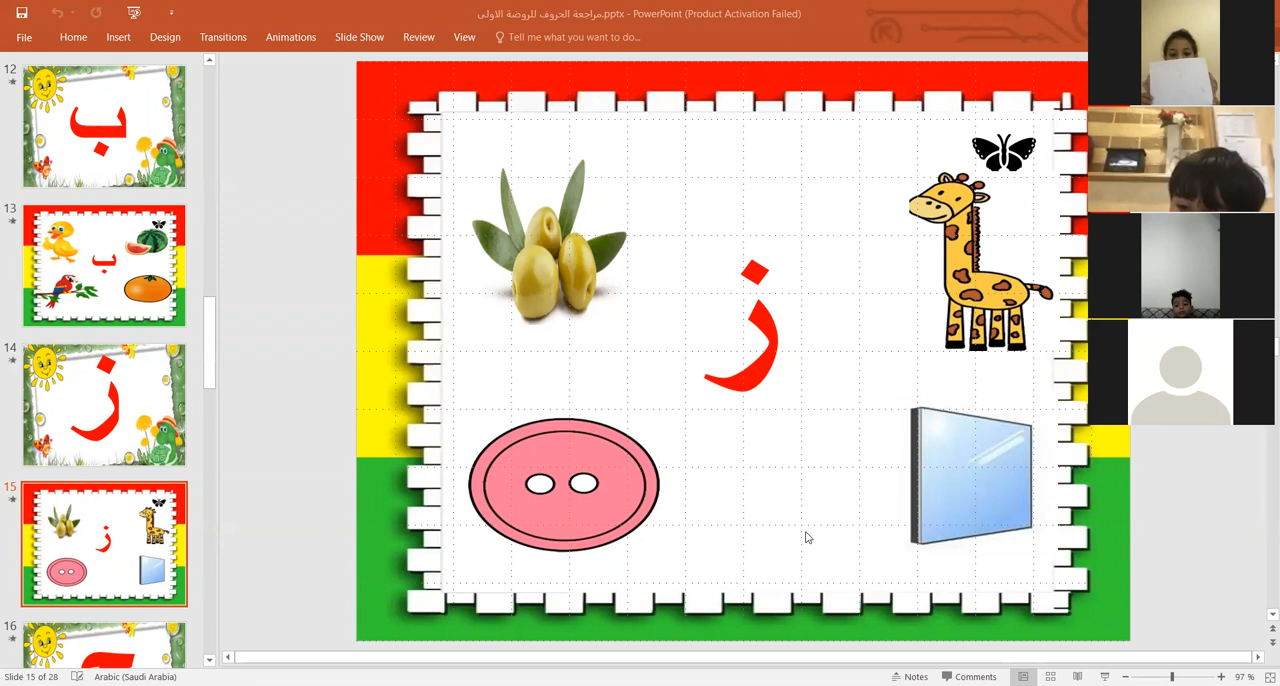 مراجعة الحروف للروضة الاولى.pptx - PowerPoint (Product Activation Failed)
File Home Insert Design Transitions Animations Slide Show Review View Tell me what you want to do...
12
ب
13
ب
14
ز
15
ز
16
ز
Slide 15 of 28 Arabic (Saudi Arabia) Notes Comments 97 %